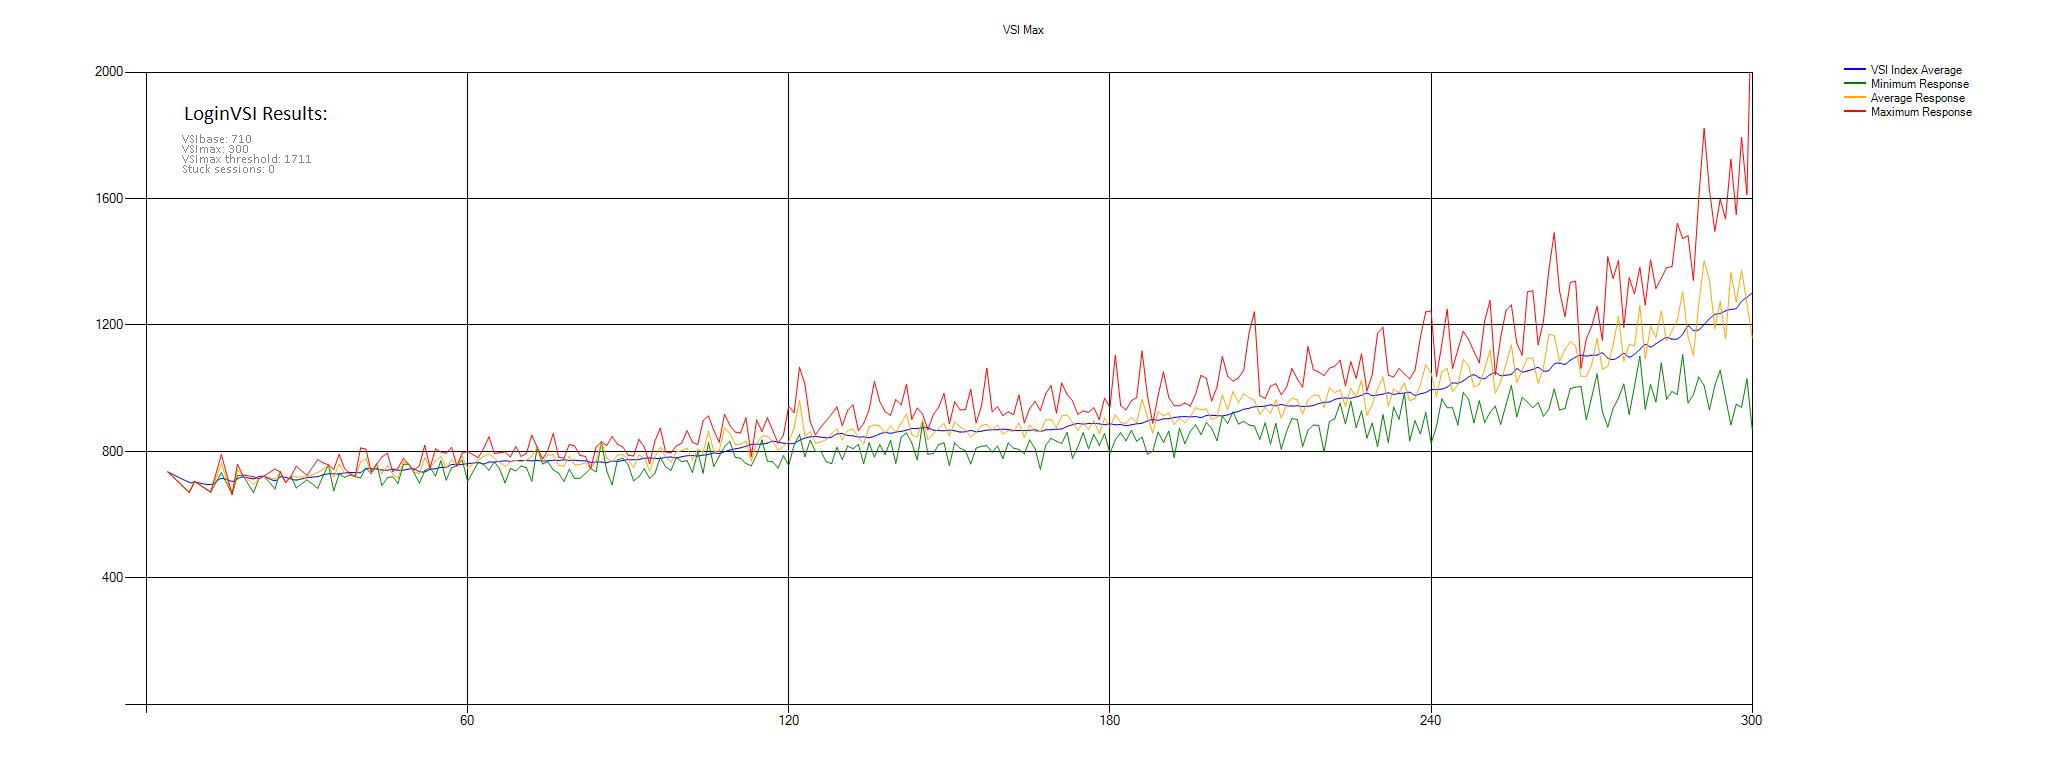 VSI Max
VSI Index Average
Minimum Response
Average Response
Maximum Response
2000
1600
1200
800
400
LoginVSI Results:
VSIbase: 710
VSImax: 300
VSImax threshold: 1711
Stuck sessions: 0
60
120
180
240
300